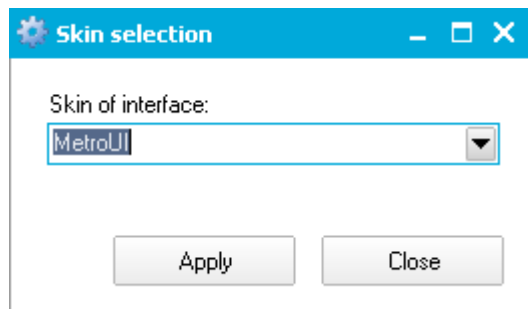 Skin selection
Skin of interface:
MetroUI
Apply
Close